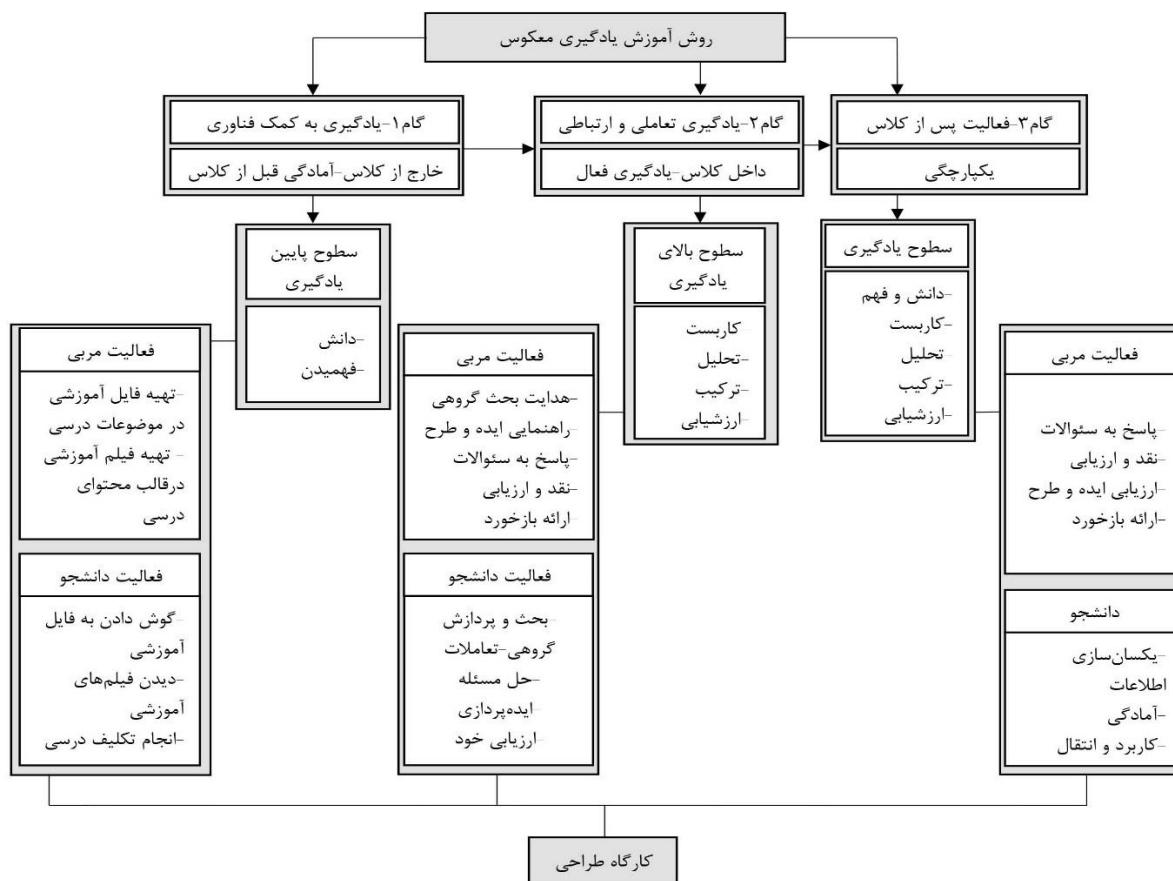 روش آموزش یادگیری معکوس
گام۱-یادگیری به کمک فناوری
خارج از کلاس-آمادگی قبل از کلاس
گام۲-یادگیری تعاملی و ارتباطی
داخل کلاس-یادگیری فعال
گام۳-فعالیت پس از کلاس
یکپارچگی
سطوح پایین
یادگیری
-دانش
-فهمیدن
سطوح بالای
یادگیری
کاربست
-تحلیل
-ترکیب
-ارزشیابی
سطوح یادگیری
-دانش و فهم
-کاربست
-تحلیل
-ترکیب
-ارزشیابی
فعالیت مربی
-تهیه فایل آموزشی
در موضوعات درسی
- تهیه فیلم آموزشی
درقالب محتوای
درسی
فعالیت دانشجو
-گوش دادن به فایل
آموزشی
-دیدن فیلم‌های
آموزشی
-انجام تکلیف درسی
فعالیت مربی
-هدایت بحث گروهی
-راهنمایی ایده و طرح
-پاسخ به سئوالات
-نقد و ارزیابی
-ارائه بازخورد
فعالیت دانشجو
-بحث و پردازش
گروهی-تعاملات
-حل مسئله
-ایده‌پردازی
-ارزیابی خود
فعالیت مربی
-پاسخ به سئوالات
-نقد و ارزیابی
-ارزیابی ایده و طرح
-ارائه بازخورد
دانشجو
-یکسان‌سازی
اطلاعات
-آمادگی
-کاربرد و انتقال
کارگاه طراحی